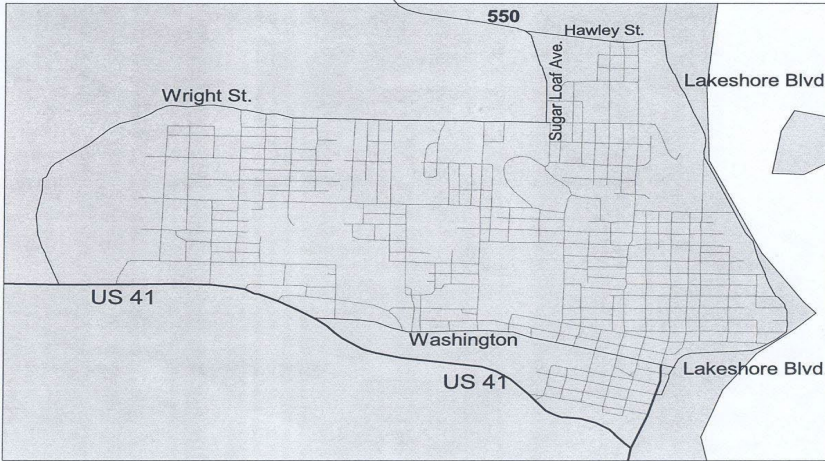 550
Hawley St.
Sugar Loaf Ave.
Lakeshore Blvd
Wright St.
US 41
Washington
US 41
Lakeshore Blvd